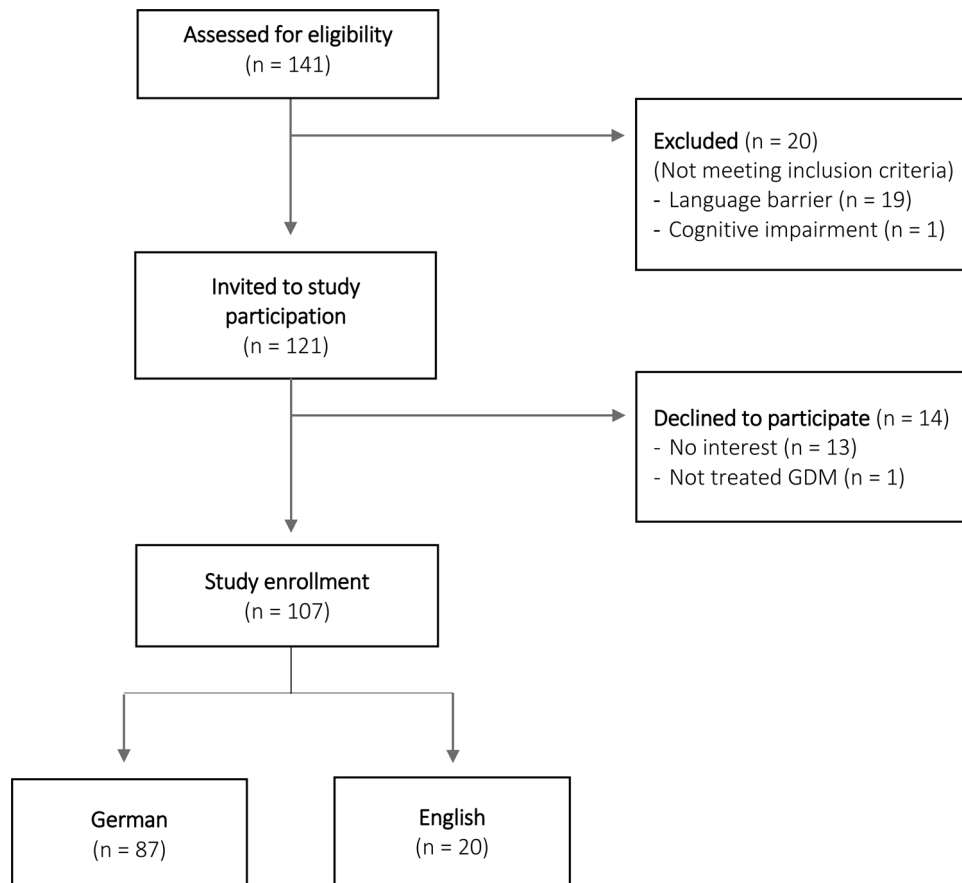 Assessed for eligibility
(n = 141)
Excluded (n = 20)
(Not meeting inclusion criteria)
- Language barrier (n = 19)
- Cognitive impairment (n = 1)
Invited to study
participation
(n = 121)
Declined to participate (n = 14)
- No interest (n = 13)
- Not treated GDM (n = 1)
Study enrollment
(n = 107)
German
(n = 87)
English
(n = 20)